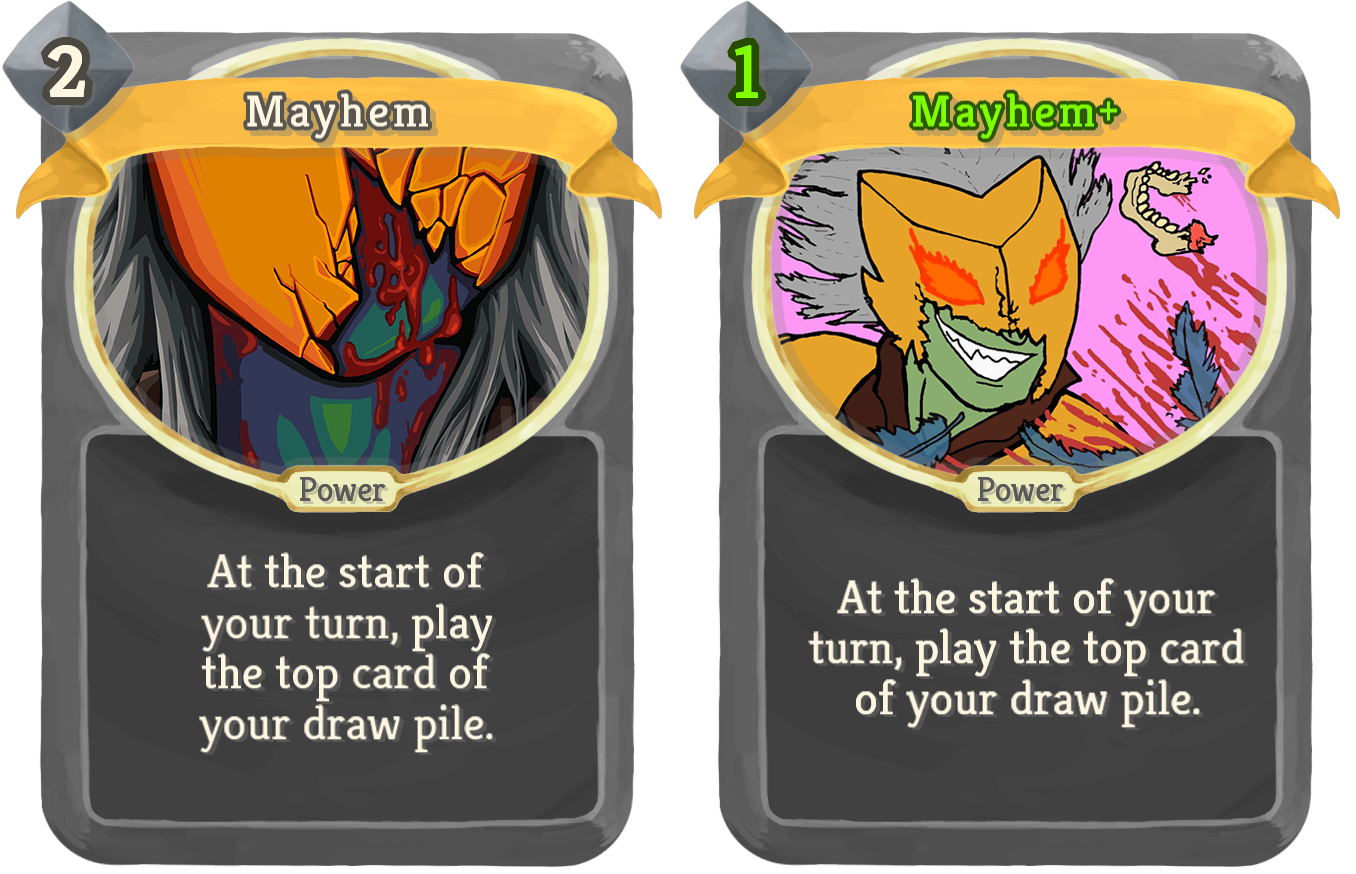 2
Mayhem
Power
At the start of
your turn, play
the top card of
your draw pile.
1
Mayhem+
Power
At the start of your
turn, play the top card
of your draw pile.